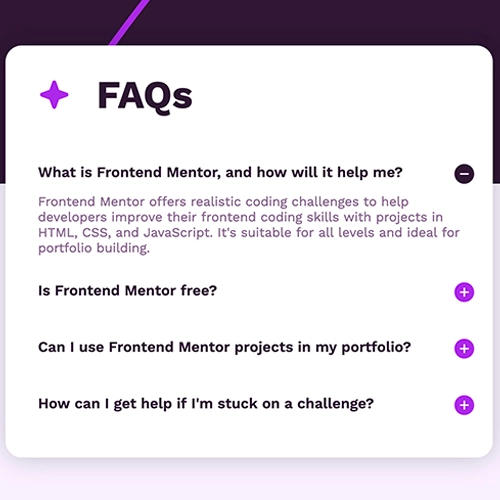 FAQs
What is Frontend Mentor, and how will it help me?
Frontend Mentor offers realistic coding challenges to help
developers improve their frontend coding skills with projects in
HTML, CSS, and JavaScript. It's suitable for all levels and ideal for
portfolio building.
Is Frontend Mentor free?
Can I use Frontend Mentor projects in my portfolio?
How can I get help if I'm stuck on a challenge?